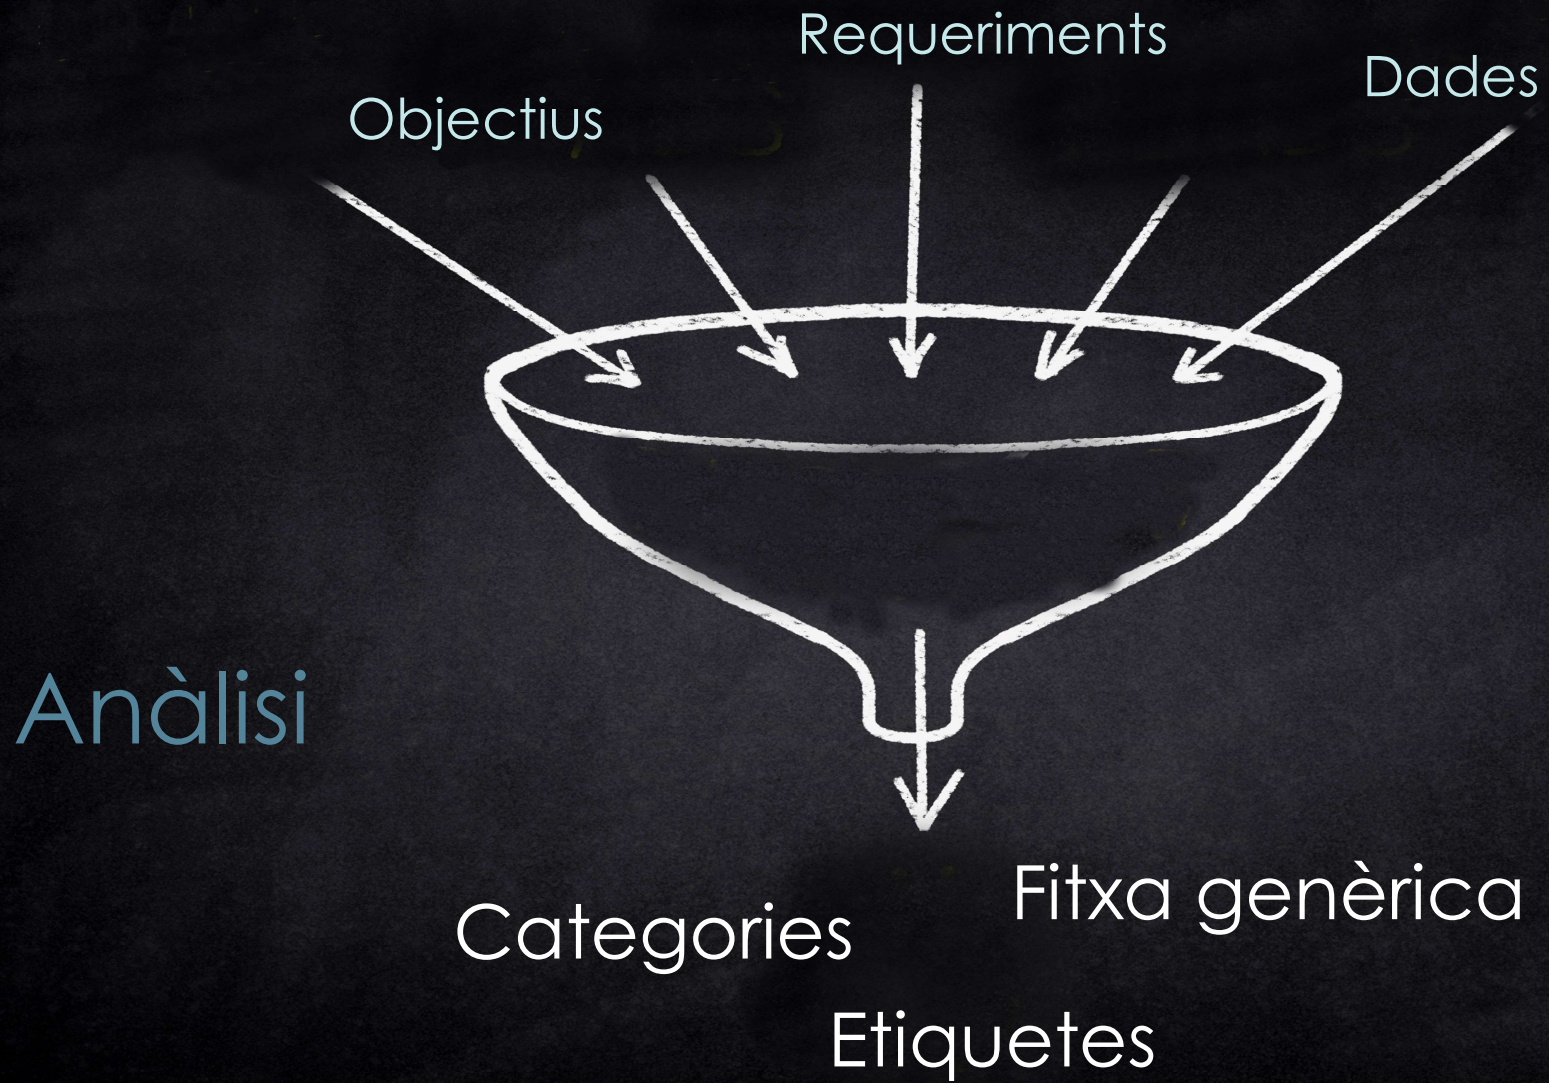 Requeriments
Dades
Objectius
Anàlisi
Fitxa genèrica
Categories
Etiquetes